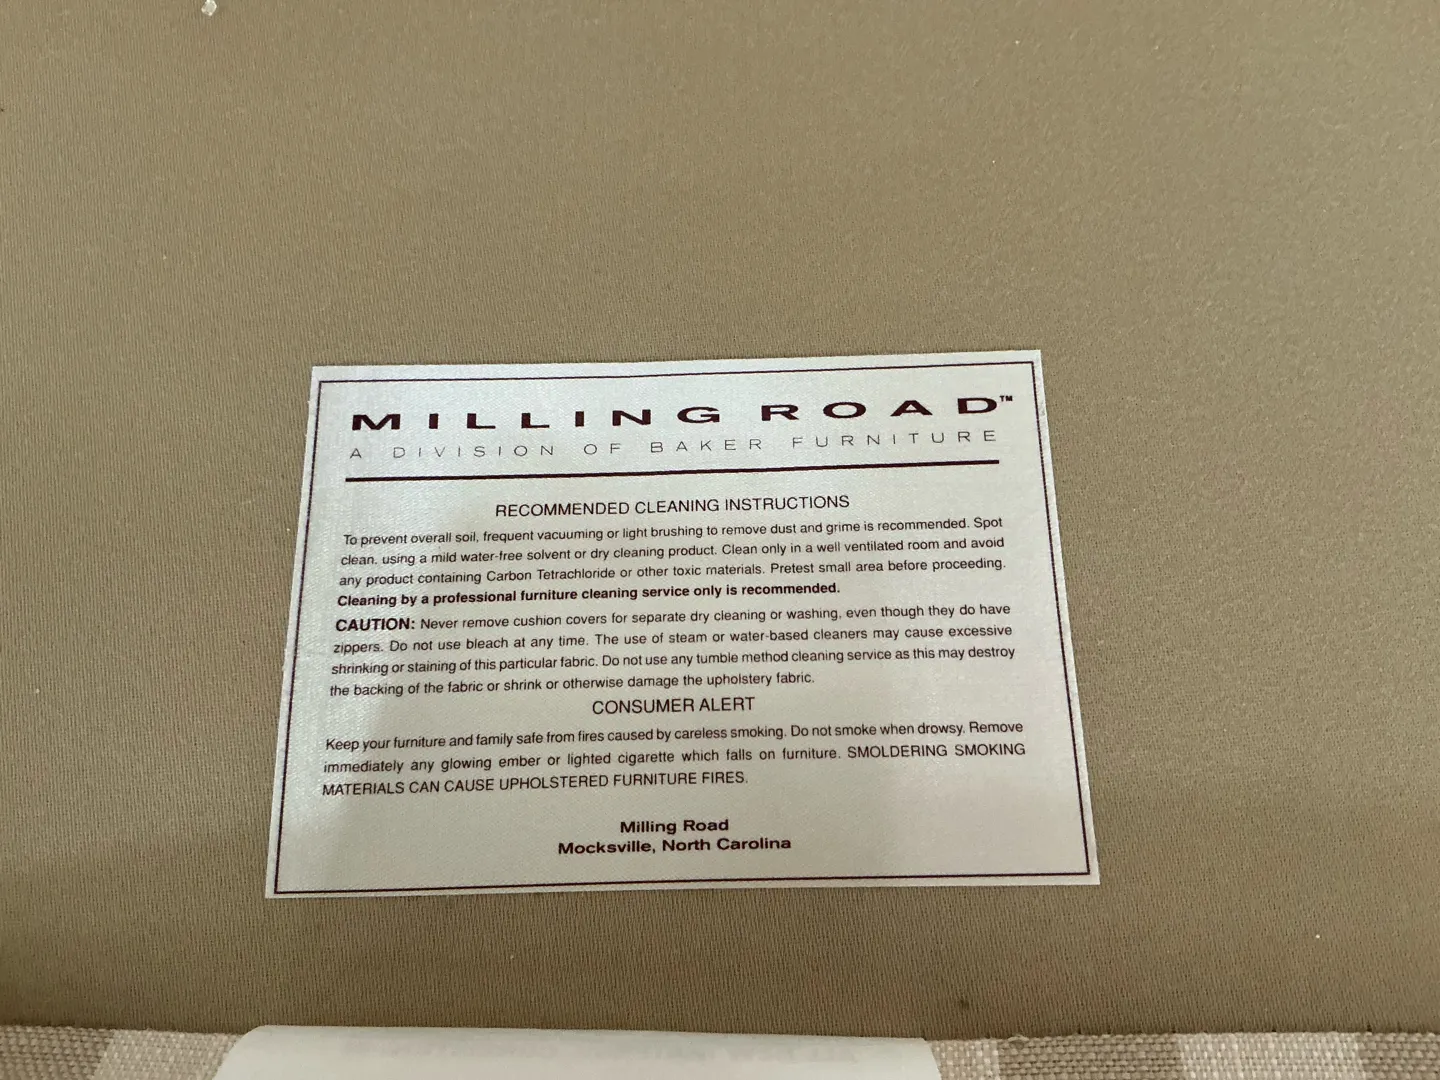 MILLING ROAD™
A DIVISION OF BAKER FURNITURE
RECOMMENDED CLEANING INSTRUCTIONS
To prevent overall soil, frequent vacuuming or light brushing to remove dust and grime is recommended. Spot
clean. using a mild water-free solvent or dry cleaning product. Clean only in a well ventilated room and avoid
any product containing Carbon Tetrachloride or other toxic materials. Pretest small area before proceeding.
Cleaning by a professional furniture cleaning service only is recommended.
CAUTION: Never remove cushion covers for separate dry cleaning or washing, even though they do have
zippers. Do not use bleach at any time. The use of steam or water-based cleaners may cause excessive
shrinking or staining of this particular fabric. Do not use any tumble method cleaning service as this may destroy
the backing of the fabric or shrink or otherwise damage the upholstery fabric.
CONSUMER ALERT
Keep your furniture and family safe from fires caused by careless smoking. Do not smoke when drowsy. Remove
immediately any glowing ember or lighted cigarette which falls on furniture. SMOLDERING SMOKING
MATERIALS CAN CAUSE UPHOLSTERED FURNITURE FIRES.
Milling Road
Mocksville, North Carolina